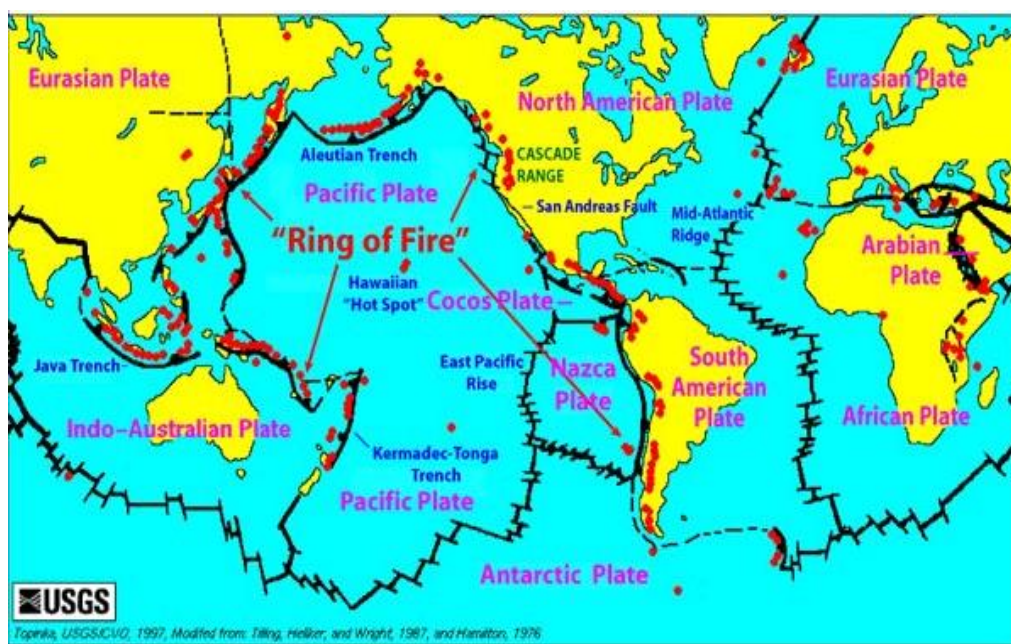 Eurasian Plate
Eurasian Plate
North American Plate
Aleutian Trench
CASCADE
RANGE
Pacific Plate
San Andreas Fault
Mid-Atlantic
Ridge
"Ring of Fire"
Arabian
Plate
Hawaiian
"Hot Spot"
Cocos Plate
Java Trench
East Pacific
Rise
Nazca
Plate
South
American
Plate
Indo-Australian Plate
African Plate
Kermadec-Tonga
Trench
Pacific Plate
Antarctic Plate
USGS
Topinka, USGS/CVO, 1997, Modified from: Tilling, Heliker, and Wright, 1987, and Hamilton, 1976